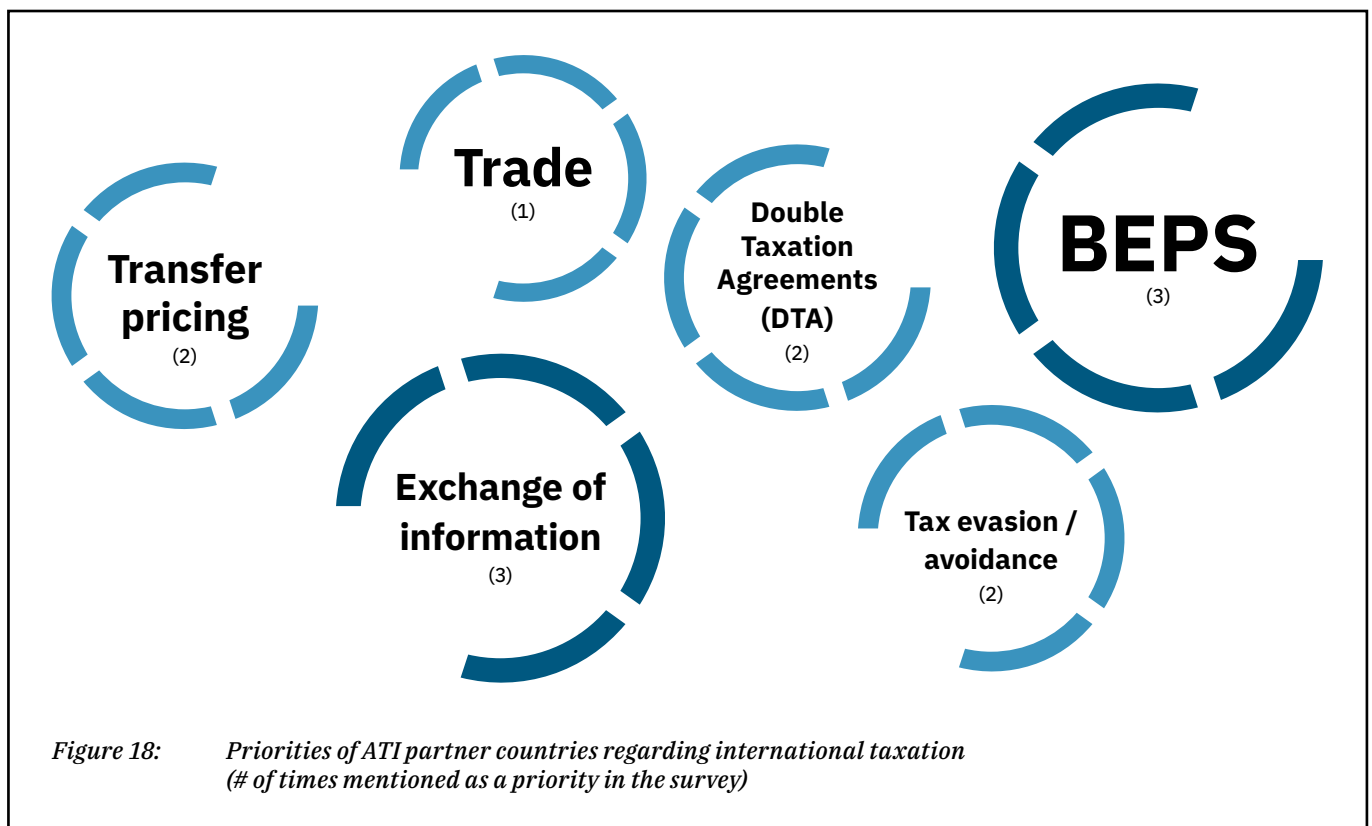 Trade
(1)
Transfer
pricing
(2)
Double
Taxation
Agreements
(DTA)
(2)
BEPS
(3)
Exchange of
information
(3)
Tax evasion /
avoidance
(2)
Figure 18: Priorities of ATI partner countries regarding international taxation
(# of times mentioned as a priority in the survey)